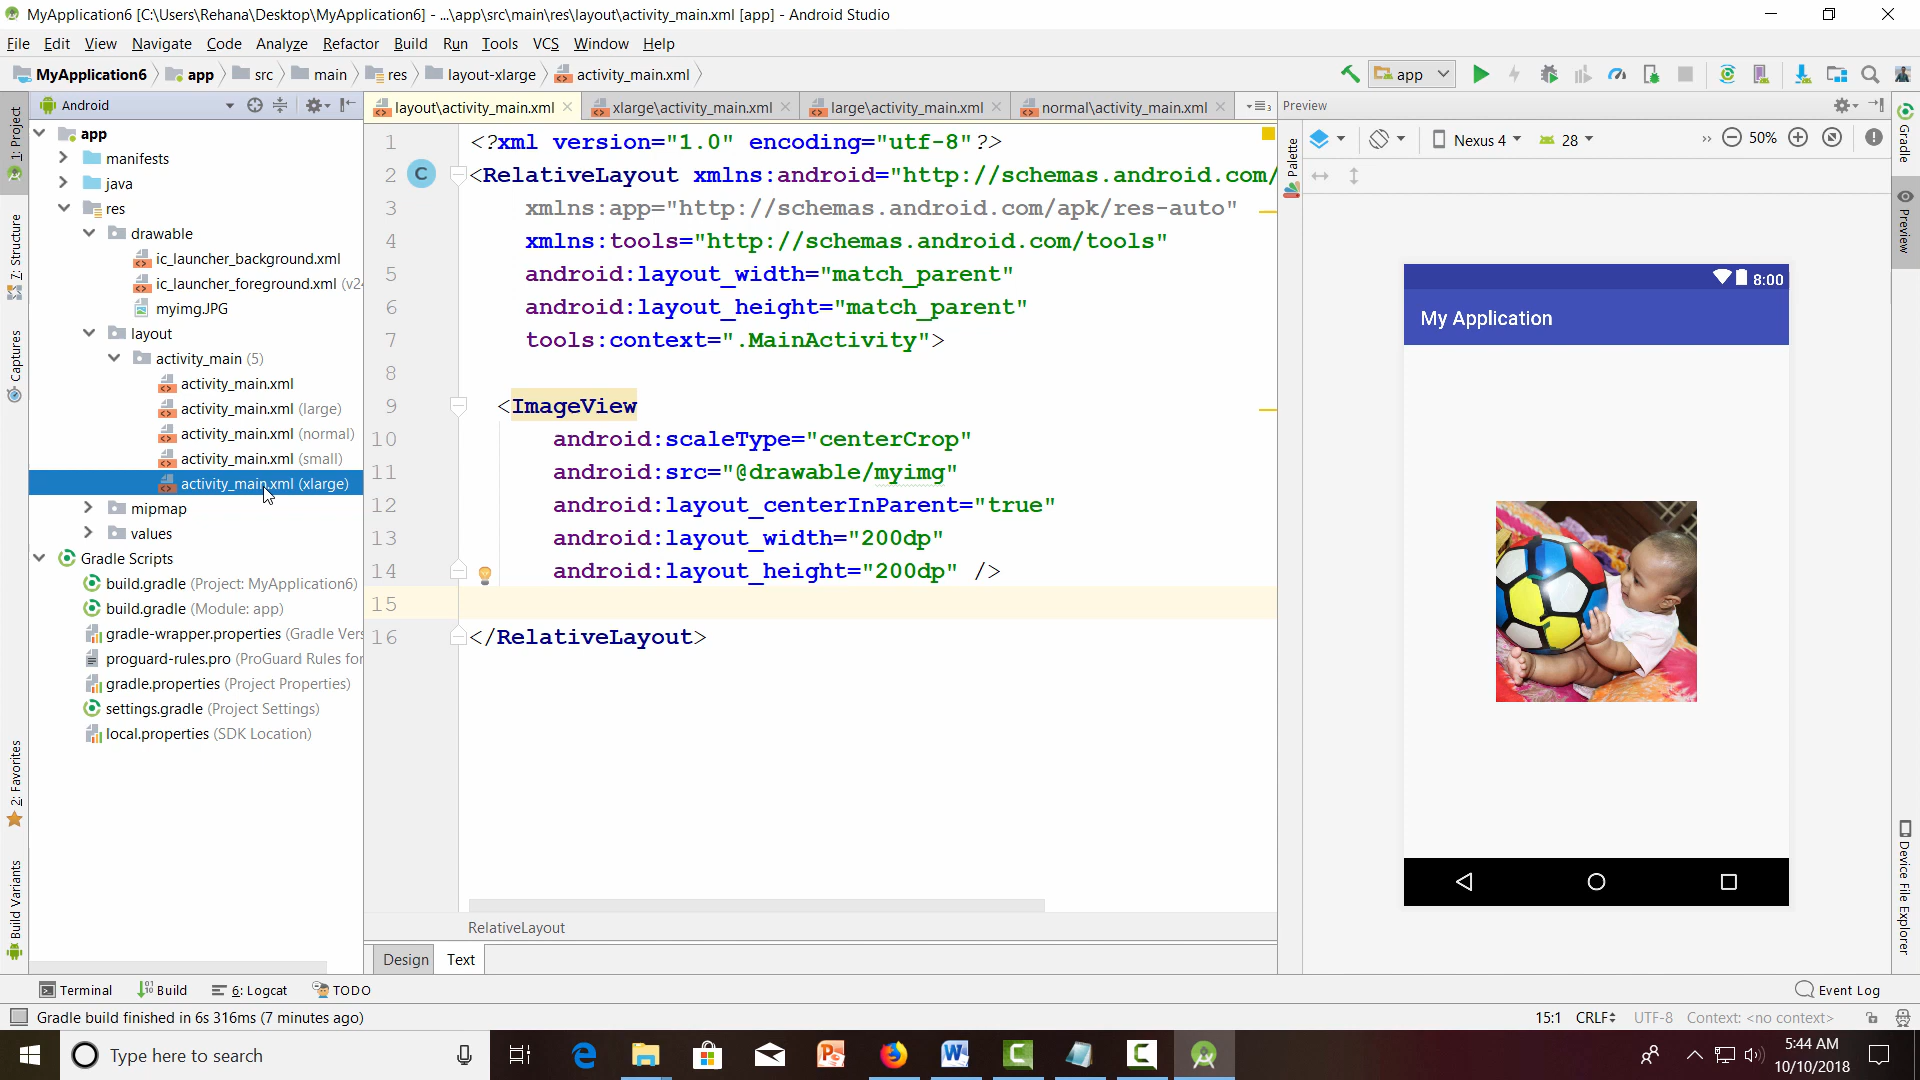 MyApplication6 [C:\Users\Rehana\Desktop\MyApplication6] - ...\app\src\main\res\layout\activity_main.xml [app] - Android Studio
File Edit View Navigate Code Analyze Refactor Build Run Tools VCS Window Help
MyApplication6 app src main res layout-xlarge activity_main.xml app
1: Project
7: Structure
Captures
2: Favorites
Build Variants
Android
app
manifests
java
res
drawable
ic_launcher_background.xml
ic_launcher_foreground.xml (v24
myimg.JPG
layout
activity_main (5)
activity_main.xml
activity_main.xml (large)
activity_main.xml (normal)
activity_main.xml (small)
activity_main.xml (xlarge)
mipmap
values
Gradle Scripts
build.gradle (Project: MyApplication6)
build.gradle (Module: app)
gradle-wrapper.properties (Gradle Vers
proguard-rules.pro (ProGuard Rules for
gradle.properties (Project Properties)
settings.gradle (Project Settings)
local.properties (SDK Location)
layout\activity_main.xml xlarge\activity_main.xml large\activity_main.xml normal\activity_main.xml
1 <?xml version="1.0" encoding="utf-8"?>
2 C <RelativeLayout xmlns:android="http://schemas.android.com/
3 xmlns:app="http://schemas.android.com/apk/res-auto"
4 xmlns:tools="http://schemas.android.com/tools"
5 android:layout_width="match_parent"
6 android:layout_height="match_parent"
7 tools:context=".MainActivity">
8
9 <ImageView
10 android:scaleType="centerCrop"
11 android:src="@drawable/myimg"
12 android:layout_centerInParent="true"
13 android:layout_width="200dp"
14 android:layout_height="200dp" />
15
16 </RelativeLayout>
RelativeLayout
Design Text
Preview
Palette
Nexus 4 28 50%
8:00
My Application
Gradle
Preview
Device File Explorer
Terminal Build 6: Logcat TODO Event Log
Gradle build finished in 6s 316ms (7 minutes ago) 15:1 CRLF UTF-8 Context: <no context>
Type here to search
5:44 AM
10/10/2018